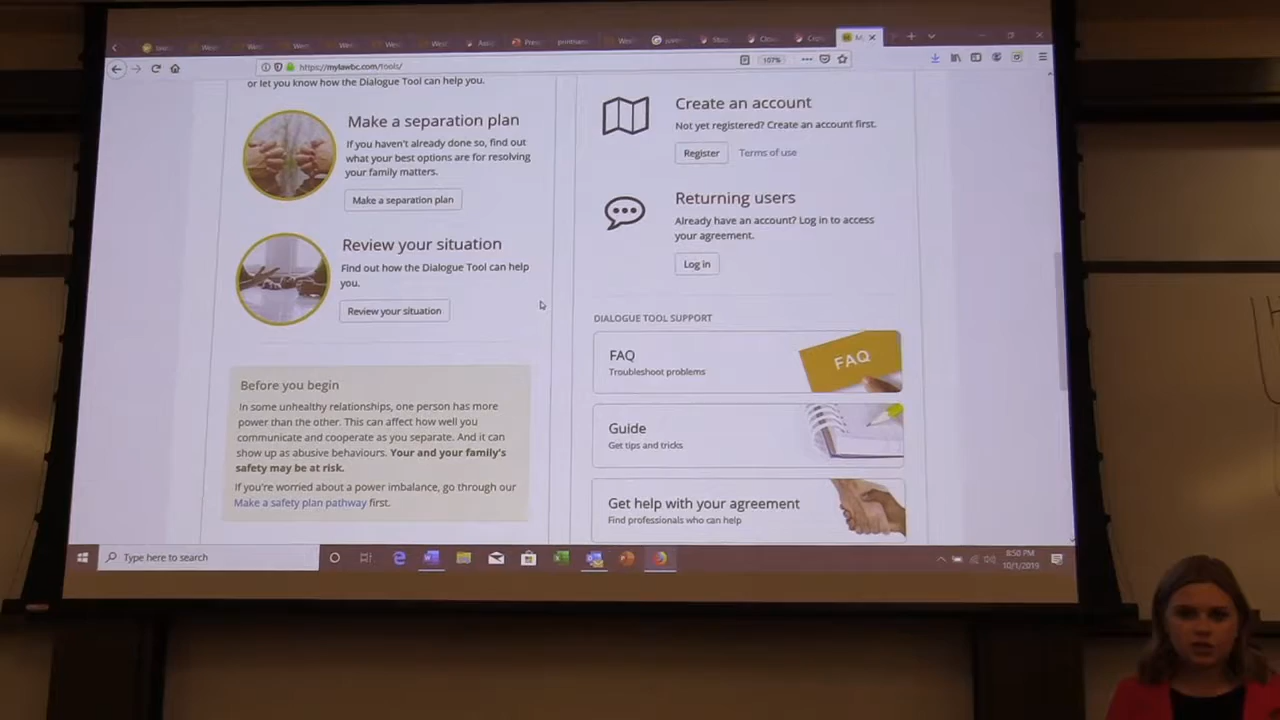 https://mylawbc.com/tools/
107%
or let you know how the Dialogue Tool can help you.
Make a separation plan
If you haven't already done so, find out
what your best options are for resolving
your family matters.
Make a separation plan
Review your situation
Find out how the Dialogue Tool can help
you.
Review your situation
Before you begin
In some unhealthy relationships, one person has more
power than the other. This can affect how well you
communicate and cooperate as you separate. And it can
show up as abusive behaviours. Your and your family's
safety may be at risk.
If you're worried about a power imbalance, go through our
Make a safety plan pathway first.
Create an account
Not yet registered? Create an account first.
Register Terms of use
Returning users
Already have an account? Log in to access
your agreement.
Log in
DIALOGUE TOOL SUPPORT
FAQ
Troubleshoot problems
FAQ
Guide
Get tips and tricks
Get help with your agreement
Find professionals who can help
Type here to search
8:50 PM
10/1/2019